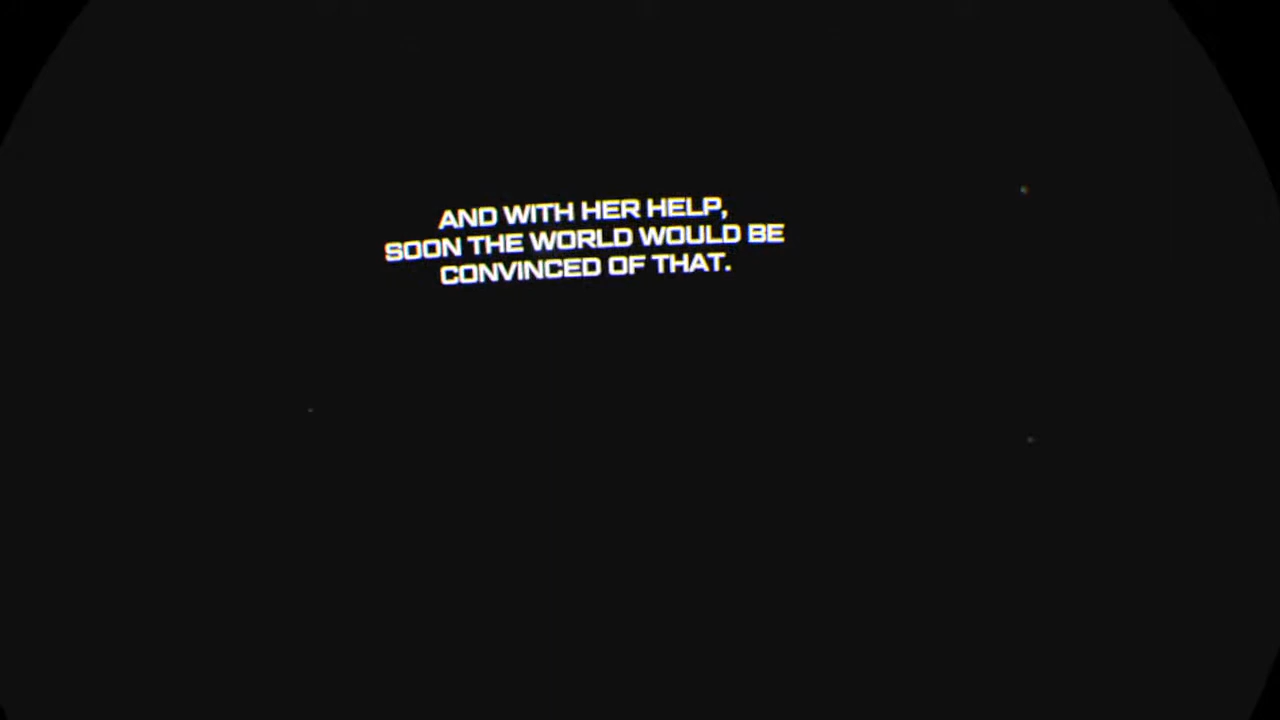 AND WITH HER HELP,
SOON THE WORLD WOULD BE
CONVINCED OF THAT.